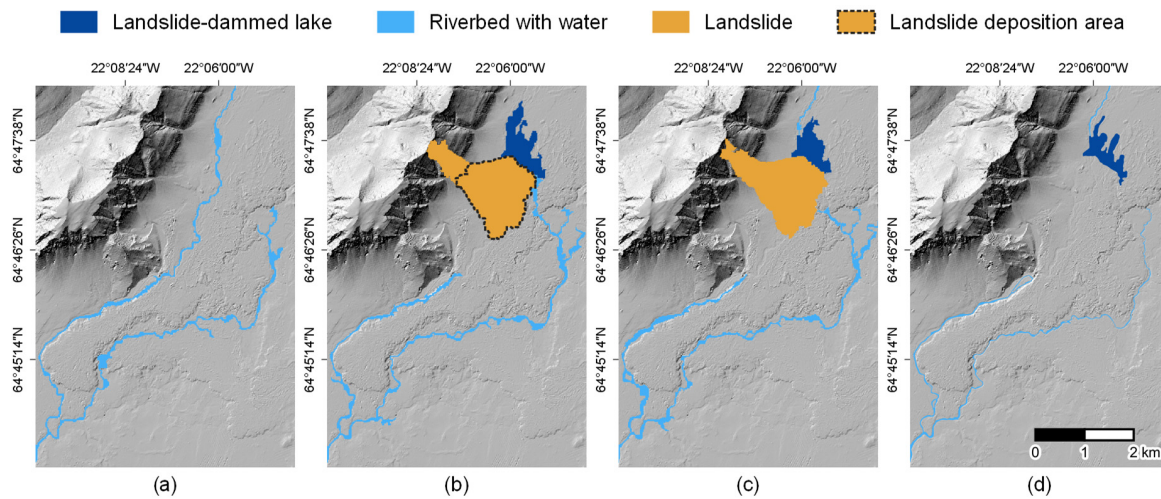 Landslide-dammed lake Riverbed with water Landslide Landslide deposition area
22°08'24"W 22°06'00"W 22°08'24"W 22°06'00"W 22°08'24"W 22°06'00"W 22°08'24"W 22°06'00"W
64°47'38"N 64°47'38"N 64°47'38"N 64°47'38"N
64°46'26"N 64°46'26"N 64°46'26"N 64°46'26"N
64°45'14"N 64°45'14"N 64°45'14"N 64°45'14"N
0 1 2 km
(a) (b) (c) (d)